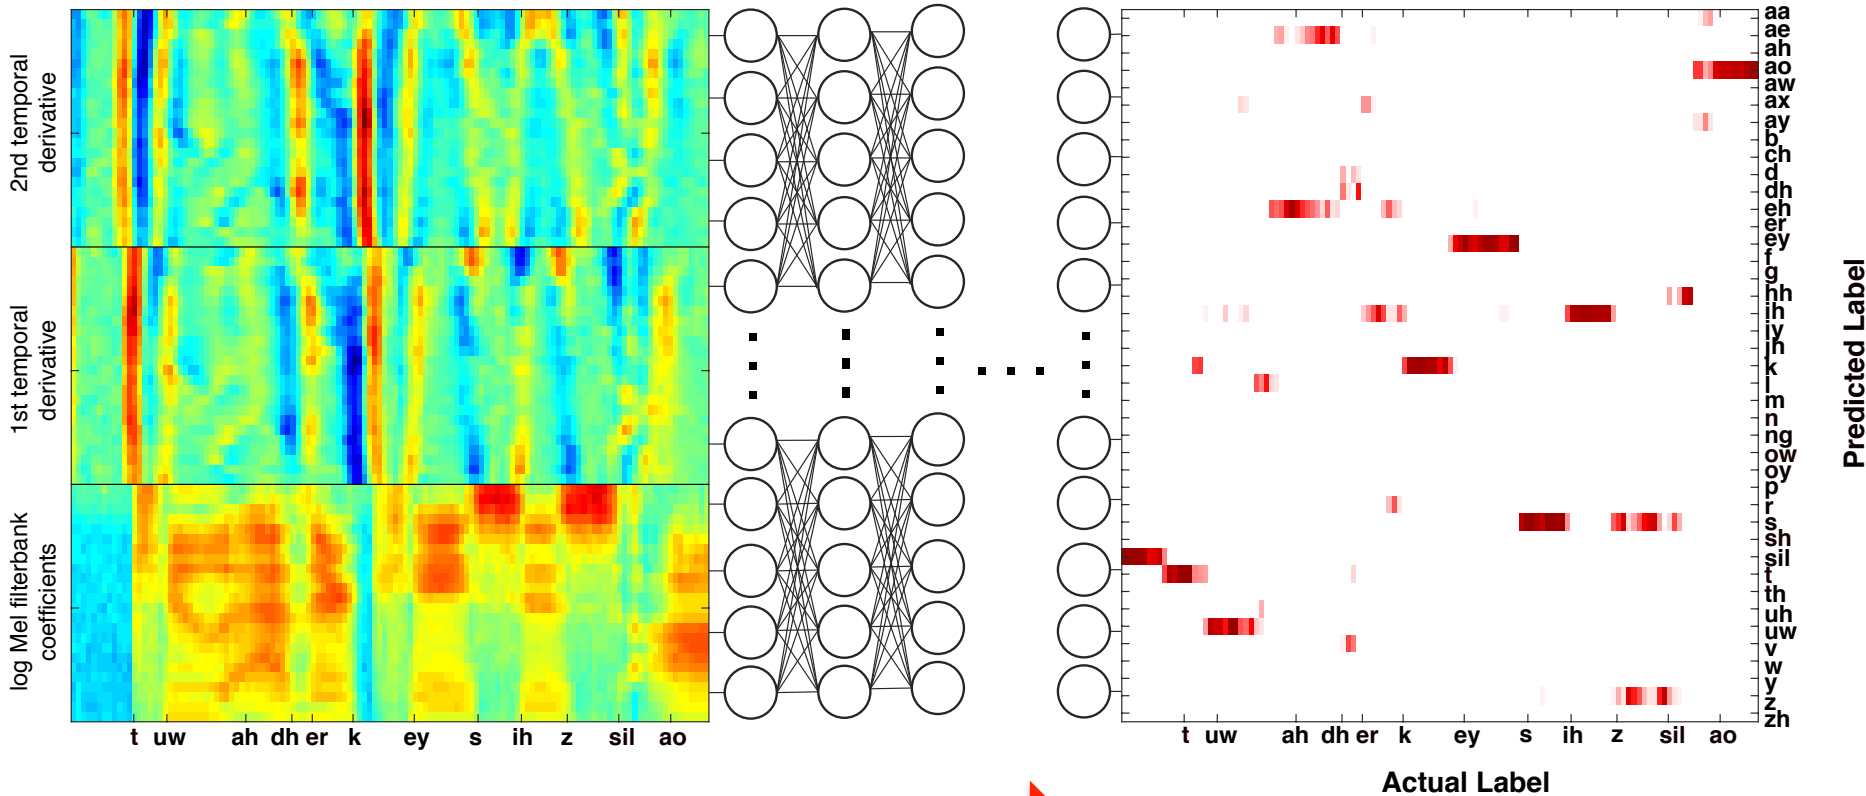 2nd temporal
derivative
1st temporal
derivative
log Mel filterbank
coefficients
t uw ah dh er k ey s ih z sil ao
aa
ae
ah
ao
aw
ax
ay
b
ch
d
dh
eh
er
ey
f
g
hh
ih
iy
jh
k
l
m
n
ng
ow
oy
p
r
s
sh
sil
t
th
uh
uw
v
w
y
z
zh
Predicted Label
t uw ah dh er k ey s ih z sil ao
Actual Label